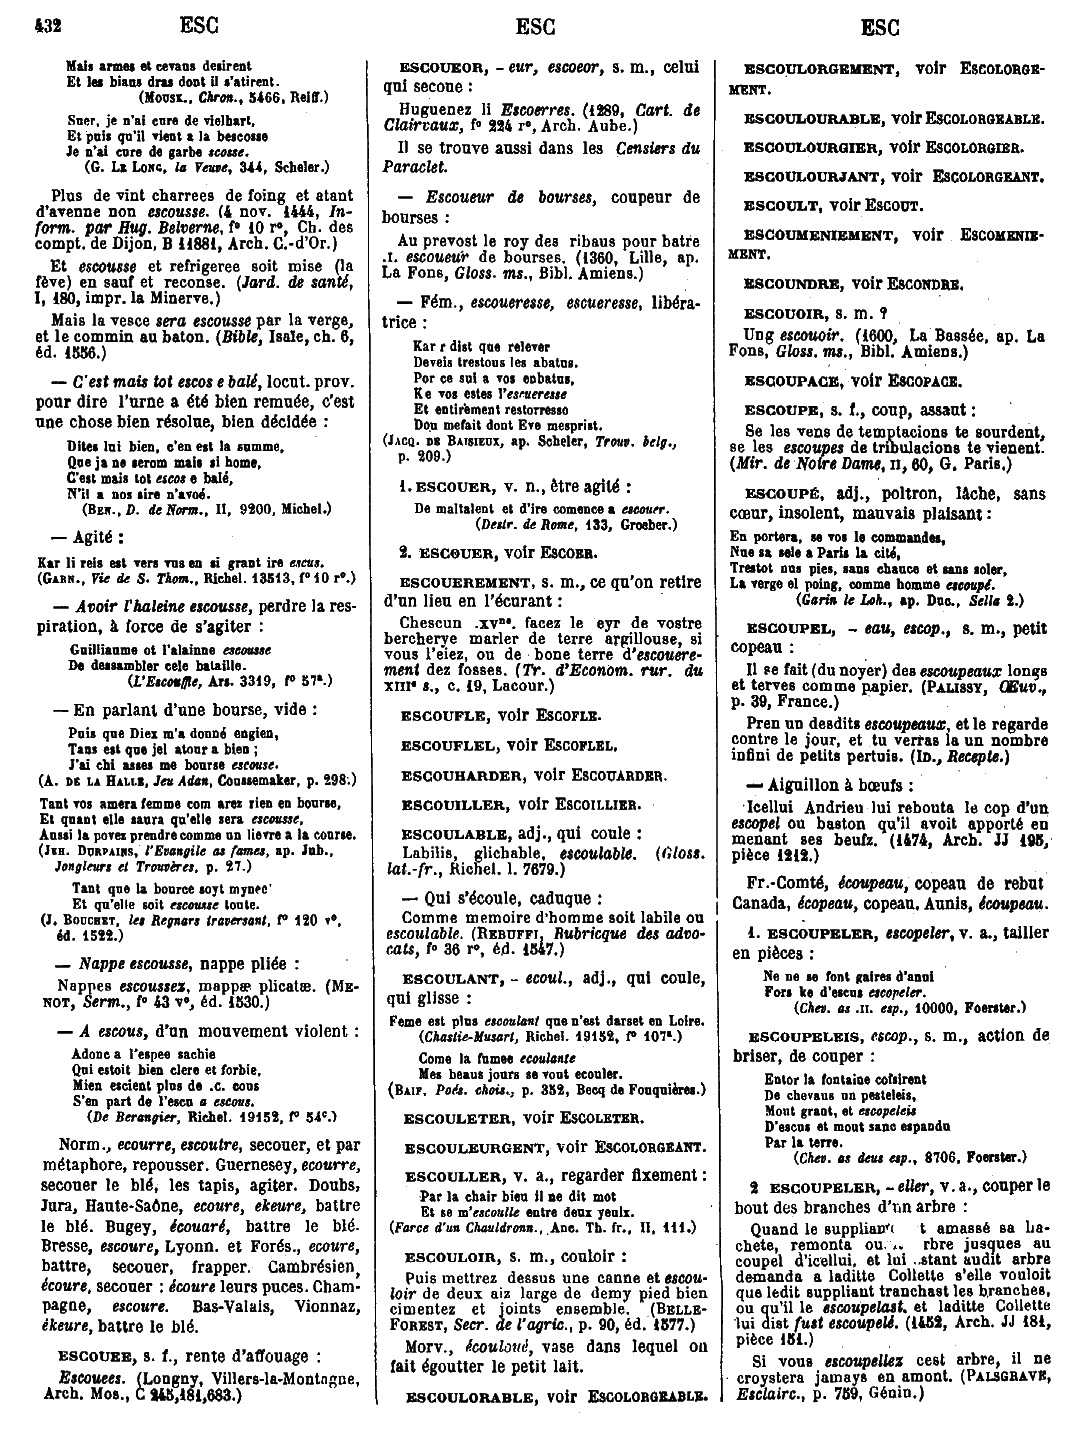 432 ESC ESC ESC
Mais armes et cevaus desirent
Et les biaus dras dont il s'atirent.
(MOUSK., Chron., 5466, Reiff.)
Suer, je n'ai cure de vielhart,
Et puis qu'il vient a la bescosse
Je n'ai cure de garbe scosse.
(G. LE LONG, la Veuve, 344, Scheler.)
Plus de vint charrees de foing et atant
d'avenne non escousse. (4 nov. 1444, In-
form. par Hug. Belverne, f° 10 r°, Ch. des
compt. de Dijon, B 11881, Arch. C.-d'Or.)
Et escousse et refrigeree soit mise (la
fève) en sauf et reconse. (Jard. de santé,
I, 180, impr. la Minerve.)
Mais la vesce sera escousse par la verge,
et le commin au baton. (Bible, Isaïe, ch. 6,
éd. 1556.)
— C'est mais tot escos e balé, locut. prov.
pour dire l'urne a été bien remuée, c'est
une chose bien résolue, bien décidée :
Dites lui bien, c'en est la summe,
Que ja ne serom mais si home,
C'est mais tot escos e balé,
N'il a nos sire n'avoé.
(BEN., D. de Norm., II, 9200, Michel.)
— Agité :
Kar li reis est vers vus en si grant ire escus.
(GARN., Vie de S. Thom., Richel. 13513, f° 10 r°.)
— Avoir l'haleine escousse, perdre la res-
piration, à force de s'agiter :
Guilliaume ot l'alainne escousse
De dessambler cele bataille.
(L'Escouffle, Ars. 3319, f° 57ª.)
— En parlant d'une bourse, vide :
Puis que Diez m'a donné engien,
Tans est que jel atour a bien ;
J'ai chi asses me bourse escouse.
(A. DE LA HALLE, Jeu Adan, Coussemaker, p. 298.)
Tant vos amera femme com arez rien en bourse,
Et quant elle saura qu'elle sera escousse,
Aussi la povez prendre comme un lievre a la course.
(JEH. DURPAINS, l'Evangile as fames, ap. Jub.,
Jongleurs et Trouvères, p. 27.)
Tant que la bource soyt mynee
Et qu'elle soit escousse toute.
(J. BOUCHET, les Regnars traversant, f° 120 v°,
éd. 1522.)
— Nappe escousse, nappe pliée :
Nappes escoussez, mappæ plicatæ. (ME-
NOT, Serm., f° 43 v°, éd. 1530.)
— A escous, d'un mouvement violent :
Adonc a l'espee sachie
Qui estoit bien clere et forbie,
Mien escient plus de .c. cous
S'en part de l'escu a escous.
(De Berangier, Richel. 19152, f° 54ᶜ.)
Norm., ecourre, escoutre, secouer, et par
métaphore, repousser. Guernesey, ecourre,
secouer le blé, les tapis, agiter. Doubs,
Jura, Haute-Saône, ecoure, ekeure, battre
le blé. Bugey, écouaré, battre le blé.
Bresse, escoure, Lyonn. et Forés., ecoure,
battre, secouer, frapper. Cambrésien,
écoure, secouer : écoure leurs puces. Cham-
pagne, escoure. Bas-Valais, Vionnaz,
ékeure, battre le blé.
ESCOUEE, s. f., rente d'affouage :
Escouees. (Longny, Villers-la-Montagne,
Arch. Mos., C 245,181,683.)
ESCOUEOR, - eur, escoeor, s. m., celui
qui secoue :
Huguenez li Escoerres. (1289, Cart. de
Clairvaux, f° 224 r°, Arch. Aube.)
Il se trouve aussi dans les Censiers du
Paraclet.
— Escoueur de bourses, coupeur de
bourses :
Au prevost le roy des ribaus pour batre
.I. escoueur de bourses. (1360, Lille, ap.
La Fons, Gloss. ms., Bibl. Amiens.)
— Fém., escoueresse, escueresse, libéra-
trice :
Kar r dist que relever
Deveis trestous les abatus,
Por ce sui a vos enbatus,
Ke vos estes l'escueresse
Et entirèment restorresse
Dou mefait dont Eve mesprist.
(JACQ. DE BAISIEUX, ap. Scheler, Trouv. belg.,
p. 209.)
1. ESCOUER, v. n., être agité :
De maltalent et d'ire comence a escouer.
(Destr. de Rome, 133, Groeber.)
2. ESCOUER, voir ESCOER.
ESCOUEREMENT, s. m., ce qu'on retire
d'un lieu en l'écurant :
Chescun .xvⁿᵉ. facez le eyr de vostre
bercherye marler de terre argillouse, si
vous l'eiez, ou de bone terre d'escouere-
ment dez fosses. (Tr. d'Econom. rur. du
XIIIᵉ s., c. 19, Lacour.)
ESCOUFLE, voir ESCOFLE.
ESCOUFLEL, voir ESCOFLEL.
ESCOUHARDER, voir ESCOUARDER.
ESCOUILLER, voir ESCOILLIER.
ESCOULABLE, adj., qui coule :
Labilis, glichable, escoulable. (Gloss.
lat.-fr., Richel. l. 7679.)
— Qui s'écoule, caduque :
Comme memoire d'homme soit labile ou
escoulable. (REBUFFI, Rubricque des advo-
cats, f° 36 r°, éd. 1547.)
ESCOULANT, - ecoul., adj., qui coule,
qui glisse :
Feme est plus escoulant que n'est darset en Loire.
(Chastie-Musart, Richel. 19152, f° 107ª.)
Come la fumee ecoulante
Mes beaus jours se vont ecouler.
(BAIF, Poés. chois., p. 352, Becq de Fouquières.)
ESCOULETER, voir ESCOLETER.
ESCOULEURGENT, voir ESCOLORGEANT.
ESCOULLER, v. a., regarder fixement :
Par la chair bieu il ne dit mot
Et se m'escoulle entre deux yeulx.
(Farce d'un Chauldronn., Anc. Th. fr., II, 111.)
ESCOULOIR, s. m., couloir :
Puis mettrez dessus une canne et escou-
loir de deux aiz large de demy pied bien
cimentez et joints ensemble. (BELLE-
FOREST, Secr. de l'agric., p. 90, éd. 1577.)
Morv., écouloué, vase dans lequel on
fait égoutter le petit lait.
ESCOULORABLE, voir ESCOLORGEABLE.
ESCOULORGEMENT, voir ESCOLORGE-
MENT.
ESCOULOURABLE, voir ESCOLORGEABLE.
ESCOULOURGIER, voir ESCOLORGIER.
ESCOULOURJANT, voir ESCOLORGEANT.
ESCOULT, voir ESCOUT.
ESCOUMENIEMENT, voir ESCOMENIE-
MENT.
ESCOUNDRE, voir ESCONDRE.
ESCOUOIR, s. m. ?
Ung escouoir. (1600, La Bassée, ap. La
Fons, Gloss. ms., Bibl. Amiens.)
ESCOUPACE, voir ESCOPACE.
ESCOUPE, s. f., coup, assaut :
Se les vens de temptacions te sourdent,
se les escoupes de tribulacions te vienent.
(Mir. de Notre Dame, II, 60, G. Paris.)
ESCOUPÉ, adj., poltron, lâche, sans
cœur, insolent, mauvais plaisant :
En portera, se vos le commandes,
Nue sa sele a Paris la cité,
Trestot nus pies, sans chauce et sans soler,
La verge el poing, comme homme escoupé.
(Garin le Loh., ap. Duc., Sella 2.)
ESCOUPEL, - eau, escop., s. m., petit
copeau :
Il se fait (du noyer) des escoupeaux longs
et terves comme papier. (PALISSY, Œuv.,
p. 39, France.)
Pren un desdits escoupeaux, et le regarde
contre le jour, et tu verras la un nombre
infini de petits pertuis. (ID., Recepte.)
— Aiguillon à bœufs :
Icellui Andrieu lui rebouta le cop d'un
escopel ou baston qu'il avoit apporté en
menant ses beufz. (1474, Arch. JJ 195,
pièce 1212.)
Fr.-Comté, écoupeau, copeau de rebut
Canada, écopeau, copeau. Aunis, écoupeau.
1. ESCOUPELER, escopeler, v. a., tailler
en pièces :
Ne ne se font gaires d'anui
Fors ke d'escus escopeler.
(Chev. as .II. esp., 10000, Foerster.)
ESCOUPELEIS, escop., s. m., action de
briser, de couper :
Entor la fontaine coisirent
De chevaus un pesteleis,
Mout grant, et escopeleis
D'escus et mout sanc espandu
Par la terre.
(Chev. as deus esp., 8706, Foerster.)
2 ESCOUPELER, - eller, v. a., couper le
bout des branches d'un arbre :
Quand le suppliant t amassé sa ha-
chete, remonta ou rbre jusques au
coupel d'icellui, et lui .stant audit arbre
demanda a laditte Collette s'elle vouloit
que ledit suppliant tranchast les branches,
ou qu'il le escoupelast, et laditte Collette
lui dist fust escoupelé. (1452, Arch. JJ 181,
pièce 151.)
Si vous escoupellez cest arbre, il ne
croystera jamays en amont. (PALSGRAVE,
Esclairc., p. 759, Génin.)